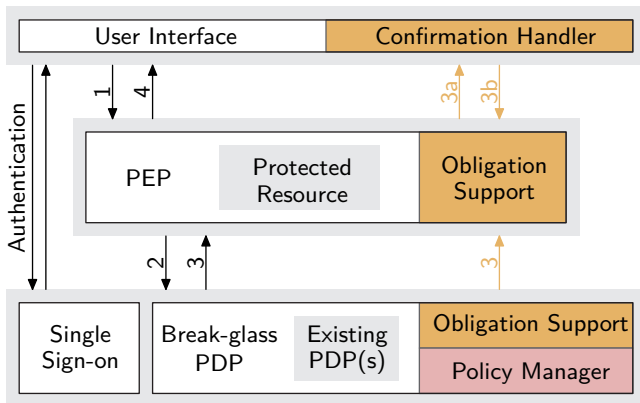 User Interface
Confirmation Handler
Authentication
1
4
3a
3b
PEP
Protected
Resource
Obligation
Support
2
3
3
Single
Sign-on
Break-glass
PDP
Existing
PDP(s)
Obligation Support
Policy Manager